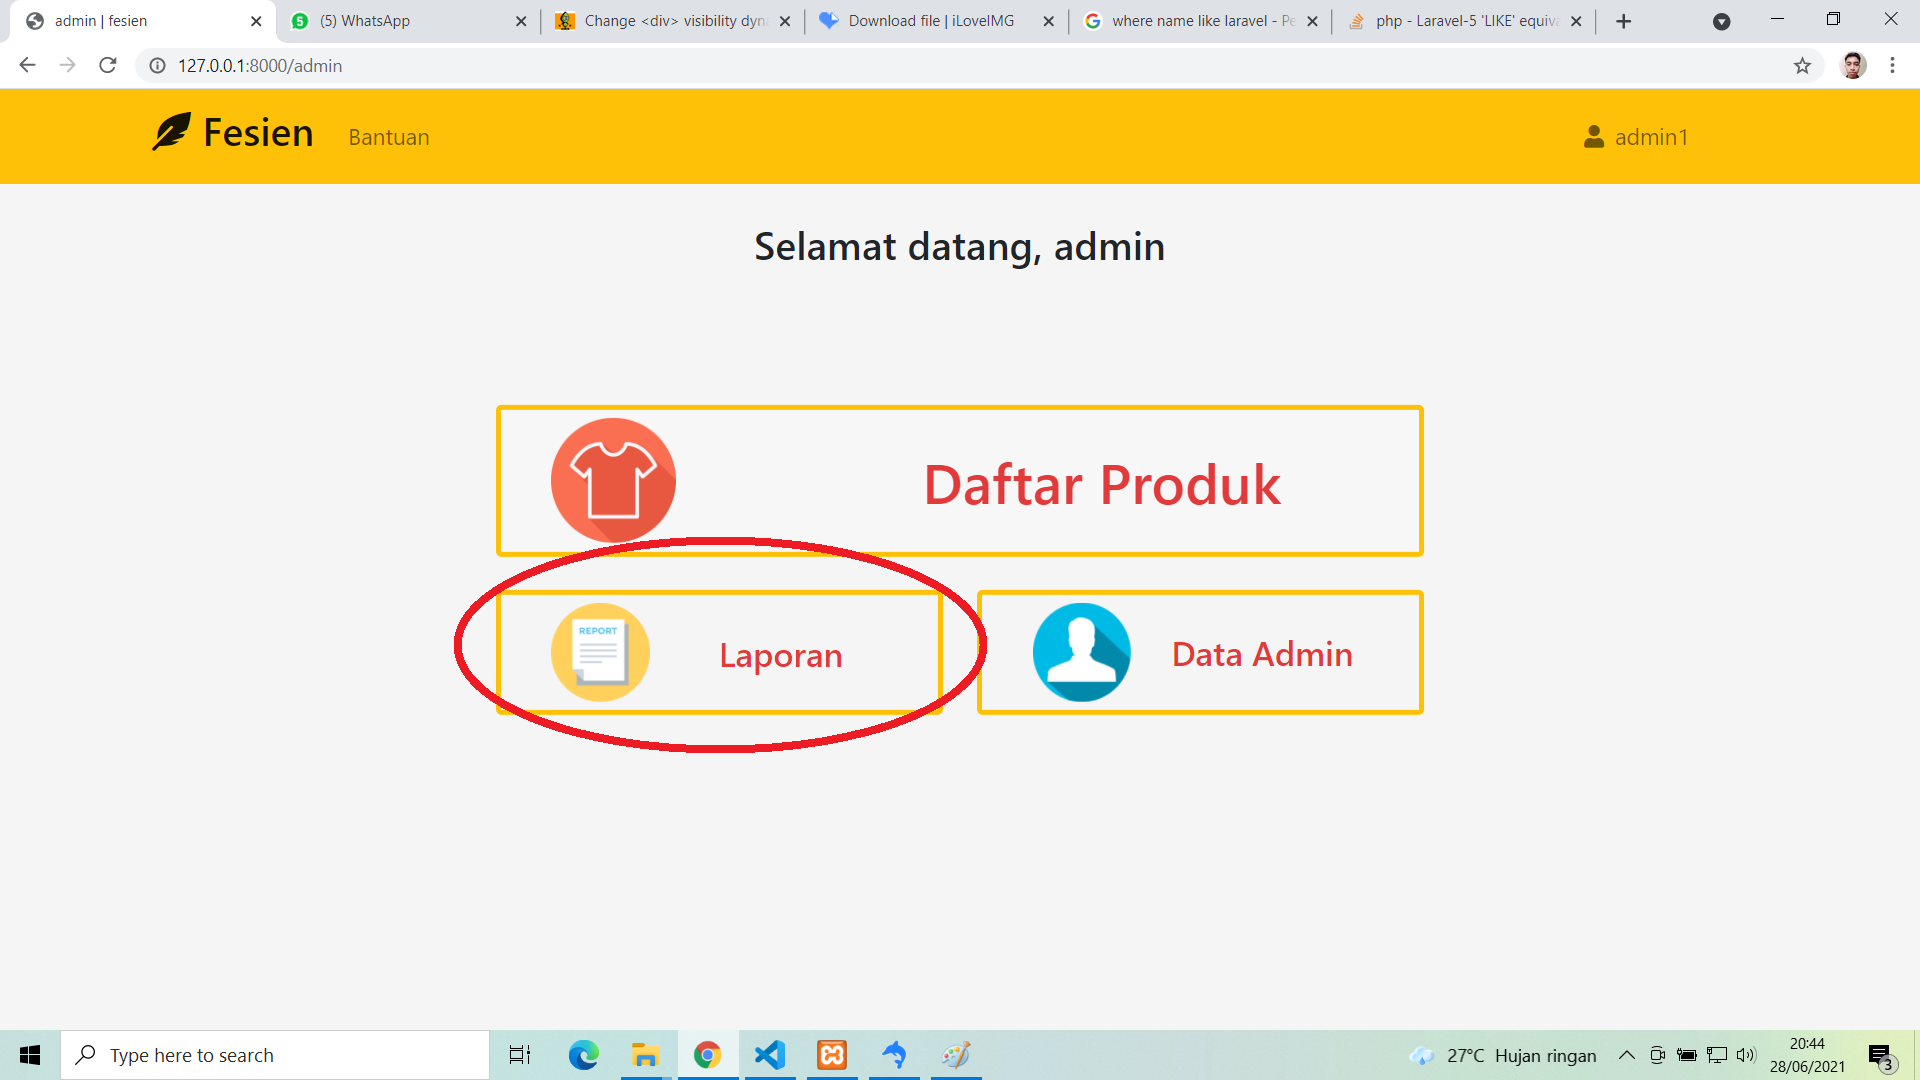 admin | fesien
(5) WhatsApp
Change <div> visibility dyn
Download file | iLoveIMG
where name like laravel - Pe
php - Laravel-5 'LIKE' equiva
127.0.0.1:8000/admin
Fesien
Bantuan
admin1
Selamat datang, admin
Daftar Produk
REPORT
Laporan
Data Admin
Type here to search
27°C Hujan ringan
20:44
28/06/2021
3